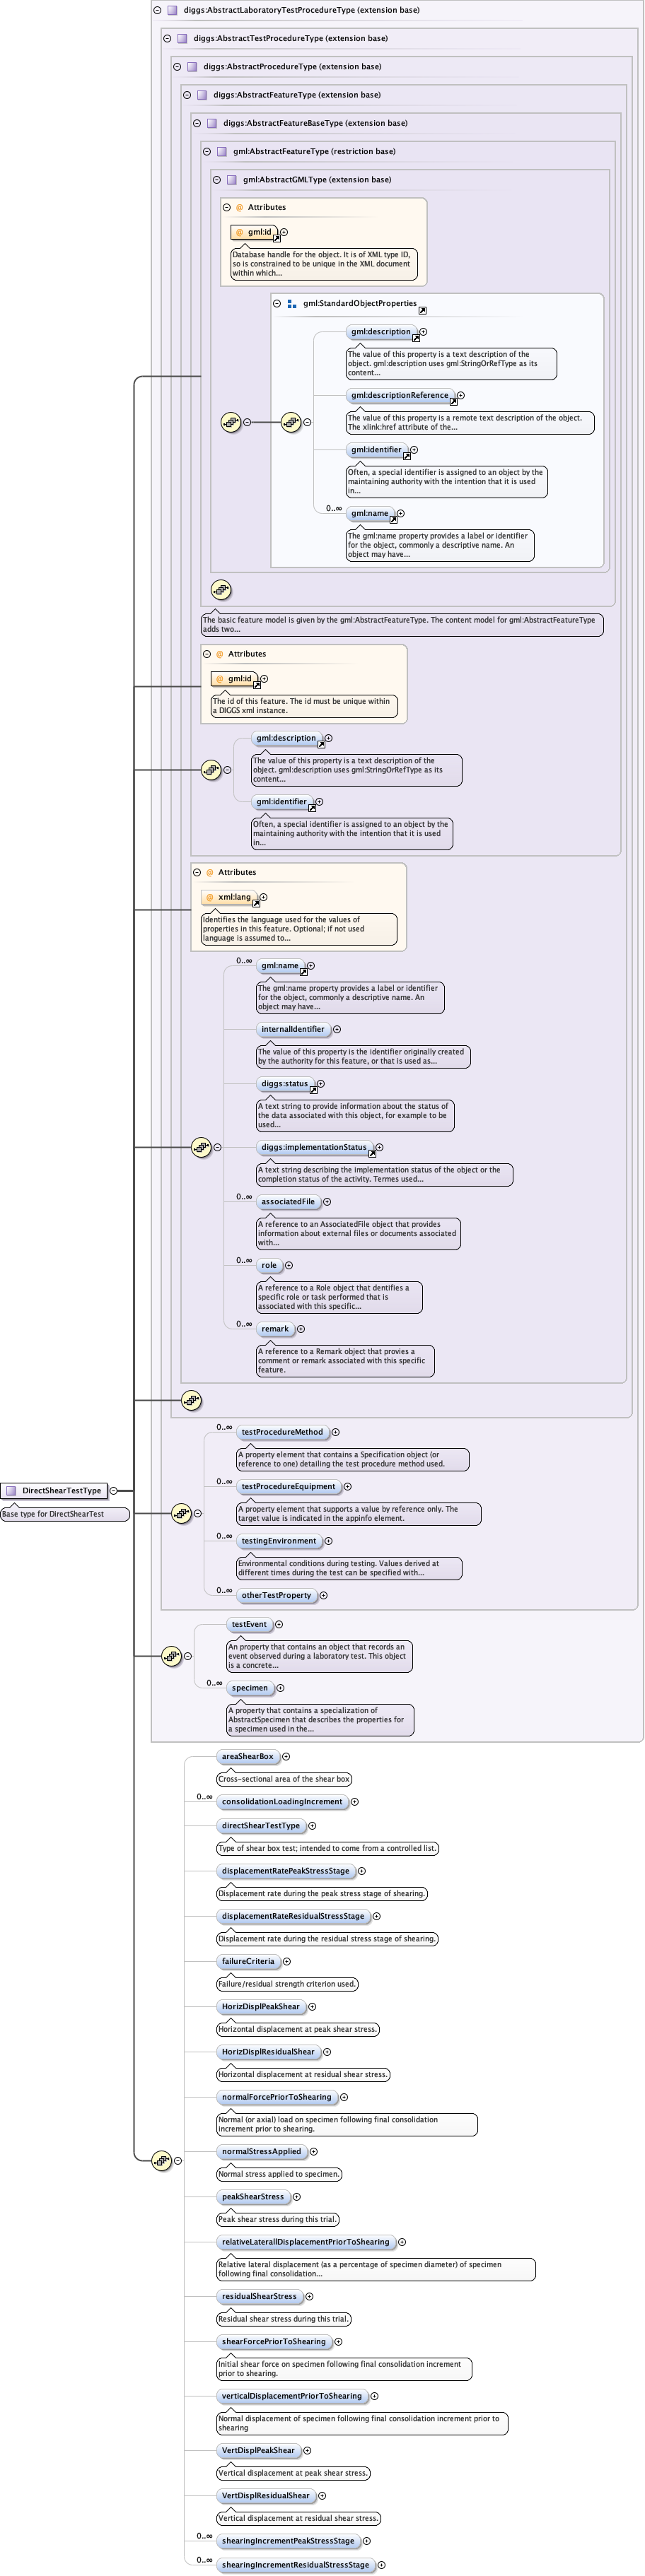 diggs:AbstractLaboratoryTestProcedureType (extension base)
diggs:AbstractTestProcedureType (extension base)
diggs:AbstractProcedureType (extension base)
diggs:AbstractFeatureType (extension base)
diggs:AbstractFeatureBaseType (extension base)
gml:AbstractFeatureType (restriction base)
gml:AbstractGMLType (extension base)
@ Attributes
@ gml:id
Database handle for the object. It is of XML type ID,
so is constrained to be unique in the XML document
within which...
gml:StandardObjectProperties
gml:description
The value of this property is a text description of the
object. gml:description uses gml:StringOrRefType as its
content...
gml:descriptionReference
The value of this property is a remote text description of the object.
The xlink:href attribute of the...
gml:identifier
Often, a special identifier is assigned to an object by the
maintaining authority with the intention that it is used
in...
0..∞
gml:name
The gml:name property provides a label or identifier
for the object, commonly a descriptive name. An
object may have...
The basic feature model is given by the gml:AbstractFeatureType. The content model for gml:AbstractFeatureType
adds two...
@ Attributes
@ gml:id
The id of this feature. The id must be unique within
a DIGGS xml instance.
gml:description
The value of this property is a text description of the
object. gml:description uses gml:StringOrRefType as its
content...
gml:identifier
Often, a special identifier is assigned to an object by the
maintaining authority with the intention that it is used
in...
@ Attributes
@ xml:lang
Identifies the language used for the values of
properties in this feature. Optional; if not used
language is assumed to...
0..∞
gml:name
The gml:name property provides a label or identifier
for the object, commonly a descriptive name. An
object may have...
internalIdentifier
The value of this property is the identifier originally created
by the authority for this feature, or that is used as...
0..∞
diggs:status
A text string to provide information about the status of
the data associated with this object, for example to be
used...
diggs:implementationStatus
A text string describing the implementation status of the object or the
completion status of the activity. Termes used...
0..∞
associatedFile
A reference to an AssociatedFile object that provides
information about external files or documents associated
with...
0..∞
role
A reference to a Role object that dentifies a
specific role or task performed that is
associated with this specific...
0..∞
remark
A reference to a Remark object that provies a
comment or remark associated with this specific
feature.
0..∞
testProcedureMethod
A property element that contains a Specification object (or
reference to one) detailing the test procedure method used.
0..∞
testProcedureEquipment
A property element that supports a value by reference only. The
target value is indicated in the appinfo element.
DirectShearTestType
Base type for DirectShearTest
0..∞
testingEnvironment
Environmental conditions during testing. Values derived at
different times during the test can be specified with...
0..∞
otherTestProperty
testEvent
An property that contains an object that records an
event observed during a laboratory test. This object
is a concrete...
0..∞
specimen
A property that contains a specialization of
AbstractSpecimen that describes the properties for
a specimen used in the...
areaShearBox
Cross-sectional area of the shear box
0..∞
consolidationLoadingIncrement
directShearTestType
Type of shear box test; intended to come from a controlled list.
displacementRatePeakStressStage
Displacement rate during the peak stress stage of shearing.
displacementRateResidualStressStage
Displacement rate during the residual stress stage of shearing.
failureCriteria
Failure/residual strength criterion used.
HorizDisplPeakShear
Horizontal displacement at peak shear stress.
HorizDisplResidualShear
Horizontal displacement at residual shear stress.
normalForcePriorToShearing
Normal (or axial) load on specimen following final consolidation
increment prior to shearing.
normalStressApplied
Normal stress applied to specimen.
peakShearStress
Peak shear stress during this trial.
relativeLaterallDisplacementPriorToShearing
Relative lateral displacement (as a percentage of specimen diameter) of specimen
following final consolidation...
residualShearStress
Residual shear stress during this trial.
shearForcePriorToShearing
Initial shear force on specimen following final consolidation increment
prior to shearing.
verticalDisplacementPriorToShearing
Normal displacement of specimen following final consolidation increment prior to
shearing
VertDisplPeakShear
Vertical displacement at peak shear stress.
VertDisplResidualShear
Vertical displacement at residual shear stress.
0..∞
shearingIncrementPeakStressStage
0..∞
shearingIncrementResidualStressStage